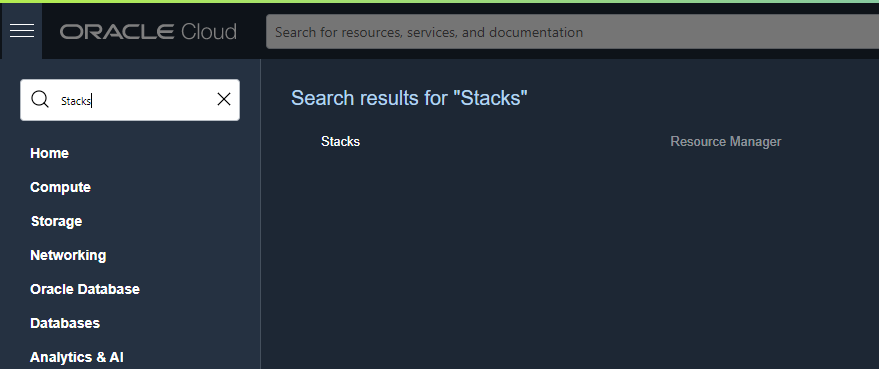 ORACLE Cloud
Search for resources, services, and documentation
Stacks
Home
Compute
Storage
Networking
Oracle Database
Databases
Analytics & AI
Search results for "Stacks"
Stacks Resource Manager